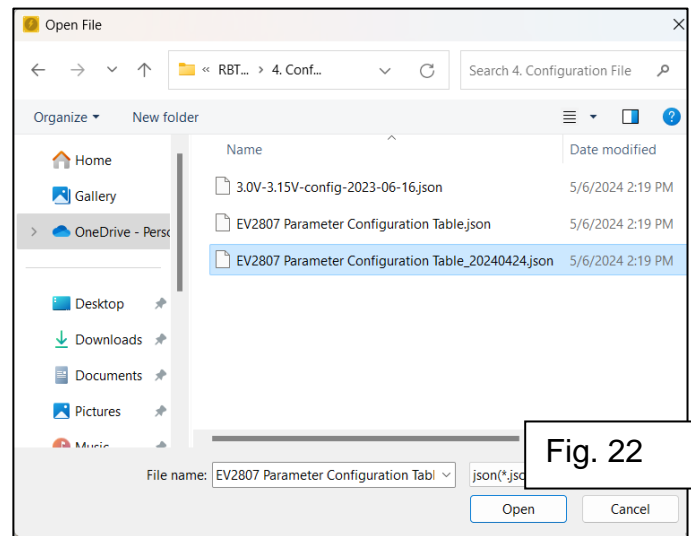 Open File
« RBT... > 4. Conf...
Search 4. Configuration File
Organize
New folder
Name
Date modified
Home
Gallery
OneDrive - Perso
3.0V-3.15V-config-2023-06-16.json 5/6/2024 2:19 PM
EV2807 Parameter Configuration Table.json 5/6/2024 2:19 PM
EV2807 Parameter Configuration Table_20240424.json 5/6/2024 2:19 PM
Desktop
Downloads
Documents
Pictures
Fig. 22
File name: EV2807 Parameter Configuration Tabl
json(*.jso
Open
Cancel